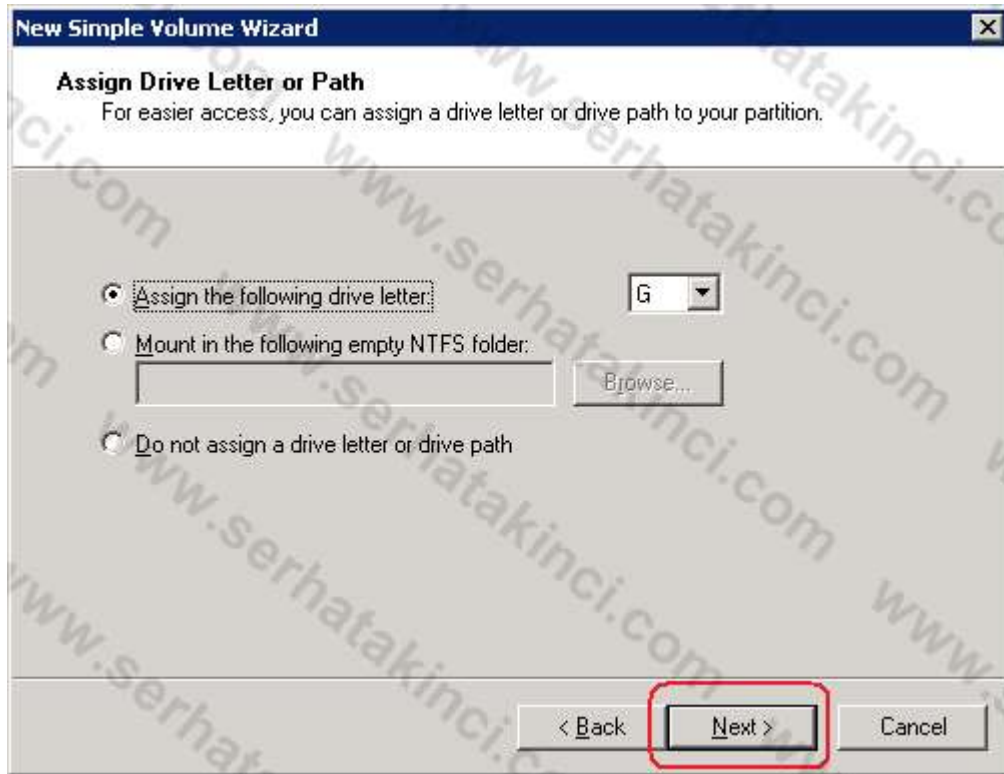 New Simple Volume Wizard
Assign Drive Letter or Path
For easier access, you can assign a drive letter or drive path to your partition.
Assign the following drive letter:
G
Mount in the following empty NTFS folder:
Browse...
Do not assign a drive letter or drive path
< Back
Next >
Cancel
www.serhatakinci.com